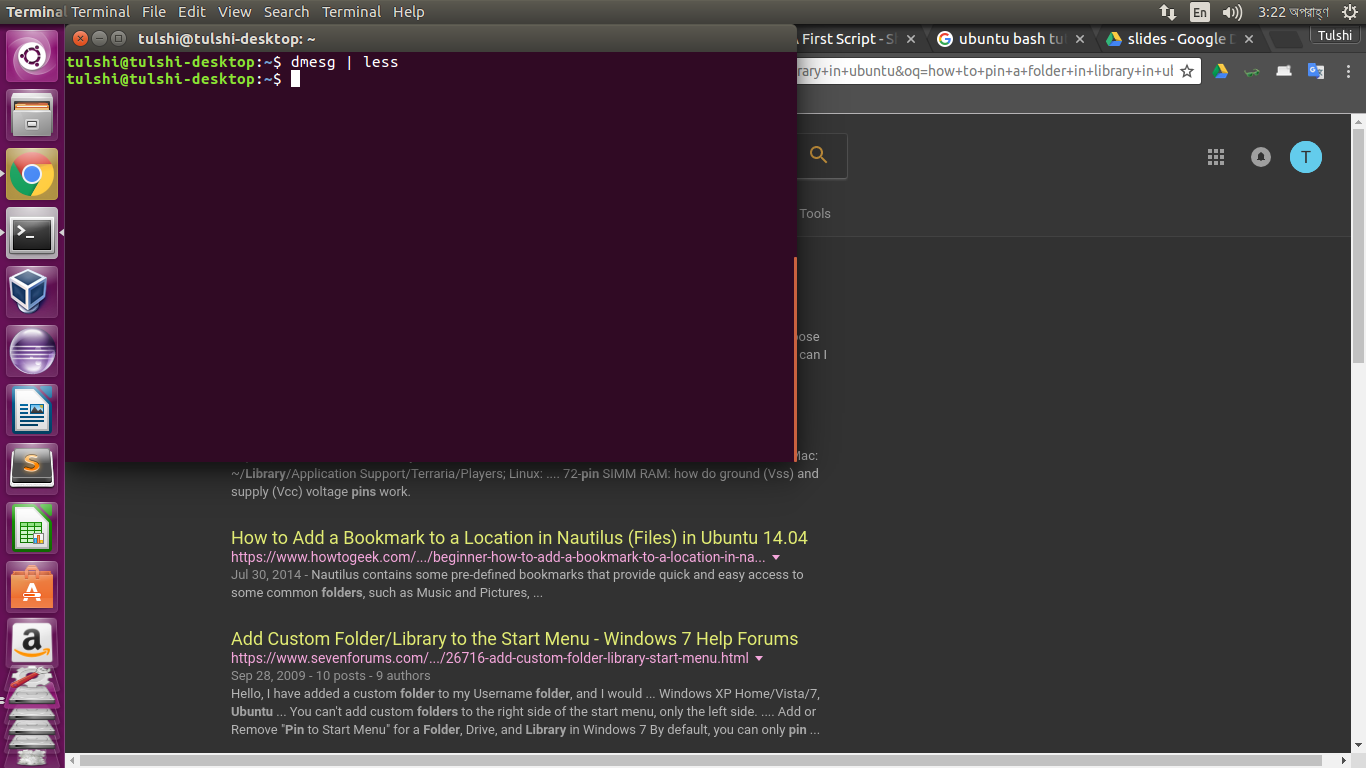 Terminal Terminal File Edit View Search Terminal Help En 3:22 অপরাহ্ণ
tulshi@tulshi-desktop: ~
A First Script - Sl ubuntu bash tu slides - Google D Tulshi
tulshi@tulshi-desktop:~$ dmesg | less
rary+in+ubuntu&oq=how+to+pin+a+folder+in+library+in+ul
tulshi@tulshi-desktop:~$
T
Tools
ose
can I
Mac:
~/Library/Application Support/Terraria/Players; Linux: .... 72-pin SIMM RAM: how do ground (Vss) and
supply (Vcc) voltage pins work.
How to Add a Bookmark to a Location in Nautilus (Files) in Ubuntu 14.04
https://www.howtogeek.com/.../beginner-how-to-add-a-bookmark-to-a-location-in-na...
Jul 30, 2014 - Nautilus contains some pre-defined bookmarks that provide quick and easy access to
some common folders, such as Music and Pictures, ...
Add Custom Folder/Library to the Start Menu - Windows 7 Help Forums
https://www.sevenforums.com/.../26716-add-custom-folder-library-start-menu.html
Sep 28, 2009 - 10 posts - 9 authors
Hello, I have added a custom folder to my Username folder, and I would ... Windows XP Home/Vista/7,
Ubuntu ... You can't add custom folders to the right side of the start menu, only the left side. .... Add or
Remove "Pin to Start Menu" for a Folder, Drive, and Library in Windows 7 By default, you can only pin ...